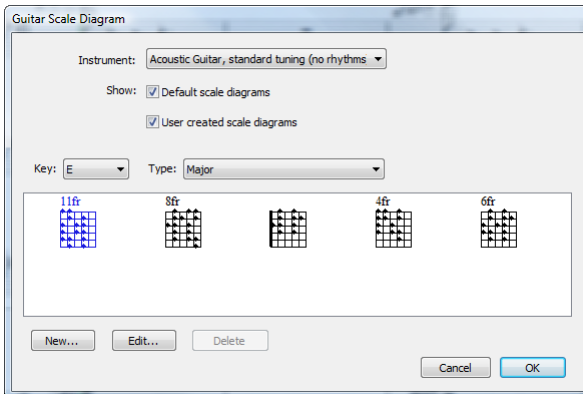 Guitar Scale Diagram
Instrument: Acoustic Guitar, standard tuning (no rhythms
Show: Default scale diagrams
User created scale diagrams
Key: E Type: Major
11fr 8fr 4fr 6fr
New... Edit... Delete
Cancel OK